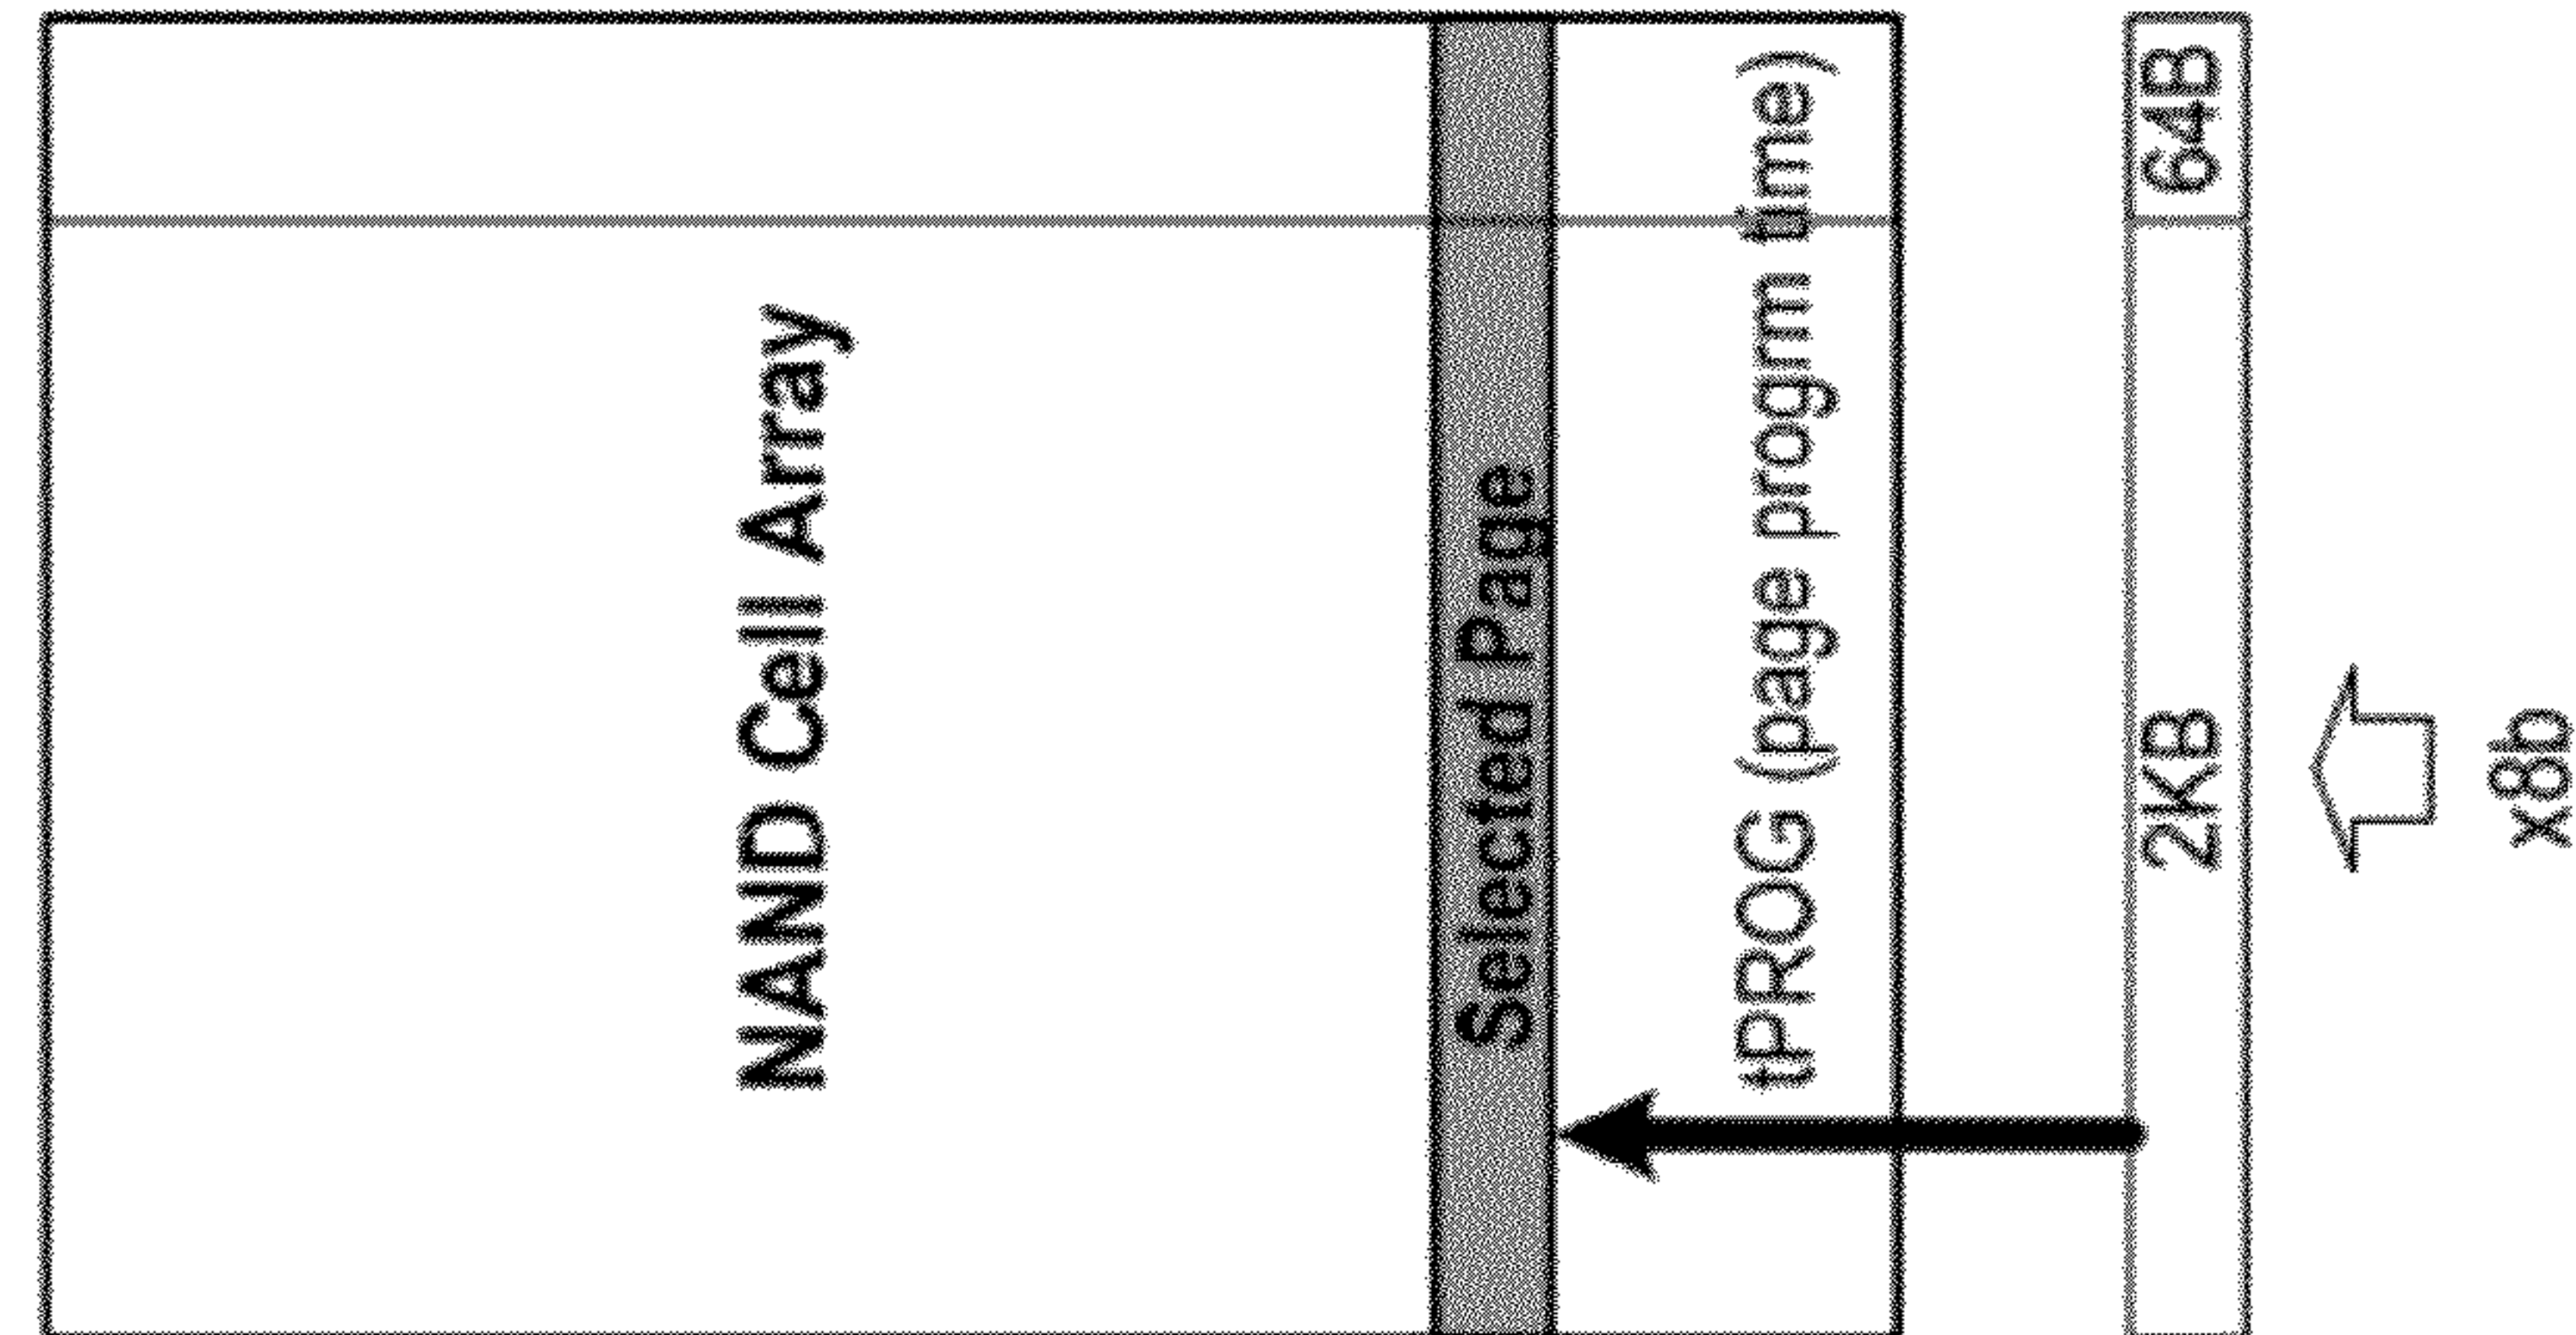 NAND Cell Array
Selected Page
tPROG (page progrm time)
2KB 64B
x8b